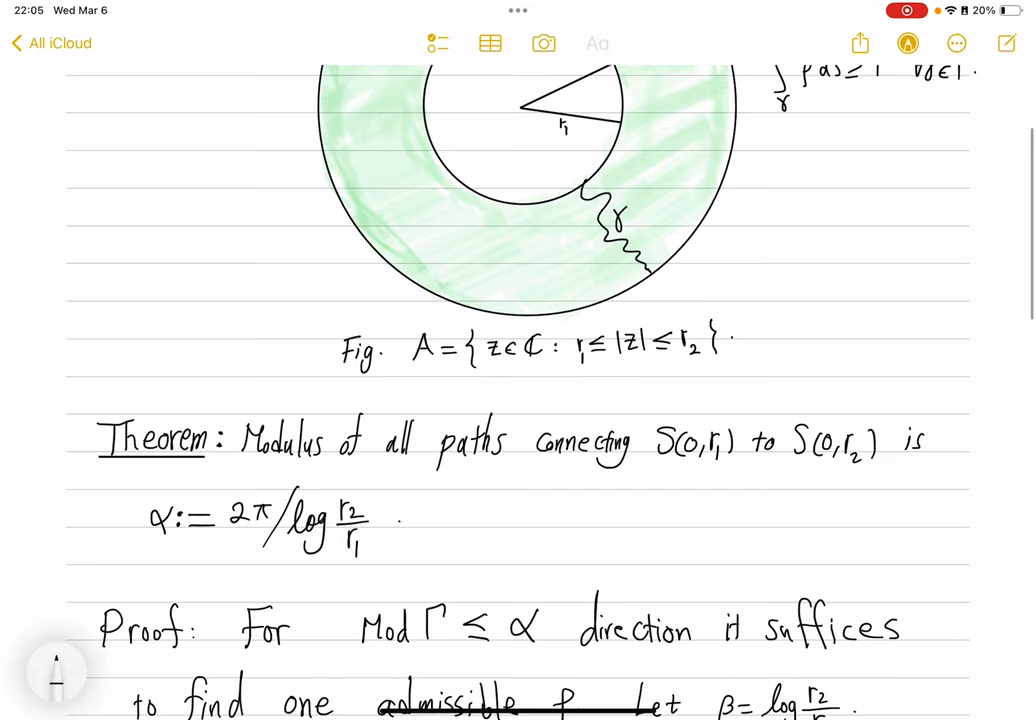 22:05 Wed Mar 6
20%
All iCloud
Aa
r₁
γ
γ
Fig. A = { z ∈ ℂ : r₁ ≤ |z| ≤ r₂ }.
Theorem: Modulus of all paths connecting S(0,r₁) to S(0,r₂) is
α := 2π / log r₂/r₁ .
Proof: For Mod Γ ≤ α direction it suffices
to find one admissible ρ Let β = log r₂/r₁ .